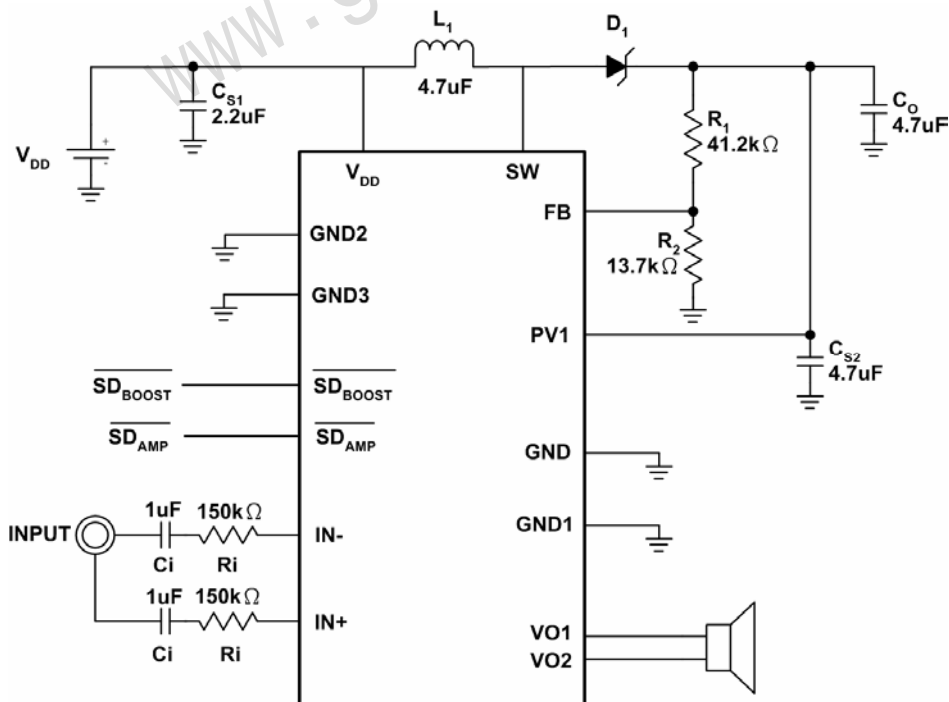 www.g
L1
D1
4.7uF
CS1
2.2uF
VDD
+
-
R1
41.2kΩ
CO
4.7uF
VDD
SW
FB
R2
13.7kΩ
GND2
GND3
PV1
CS2
4.7uF
SDBOOST
SDBOOST
SDAMP
SDAMP
GND
GND1
1uF
150kΩ
INPUT
IN-
Ci
Ri
1uF
150kΩ
IN+
Ci
Ri
VO1
VO2